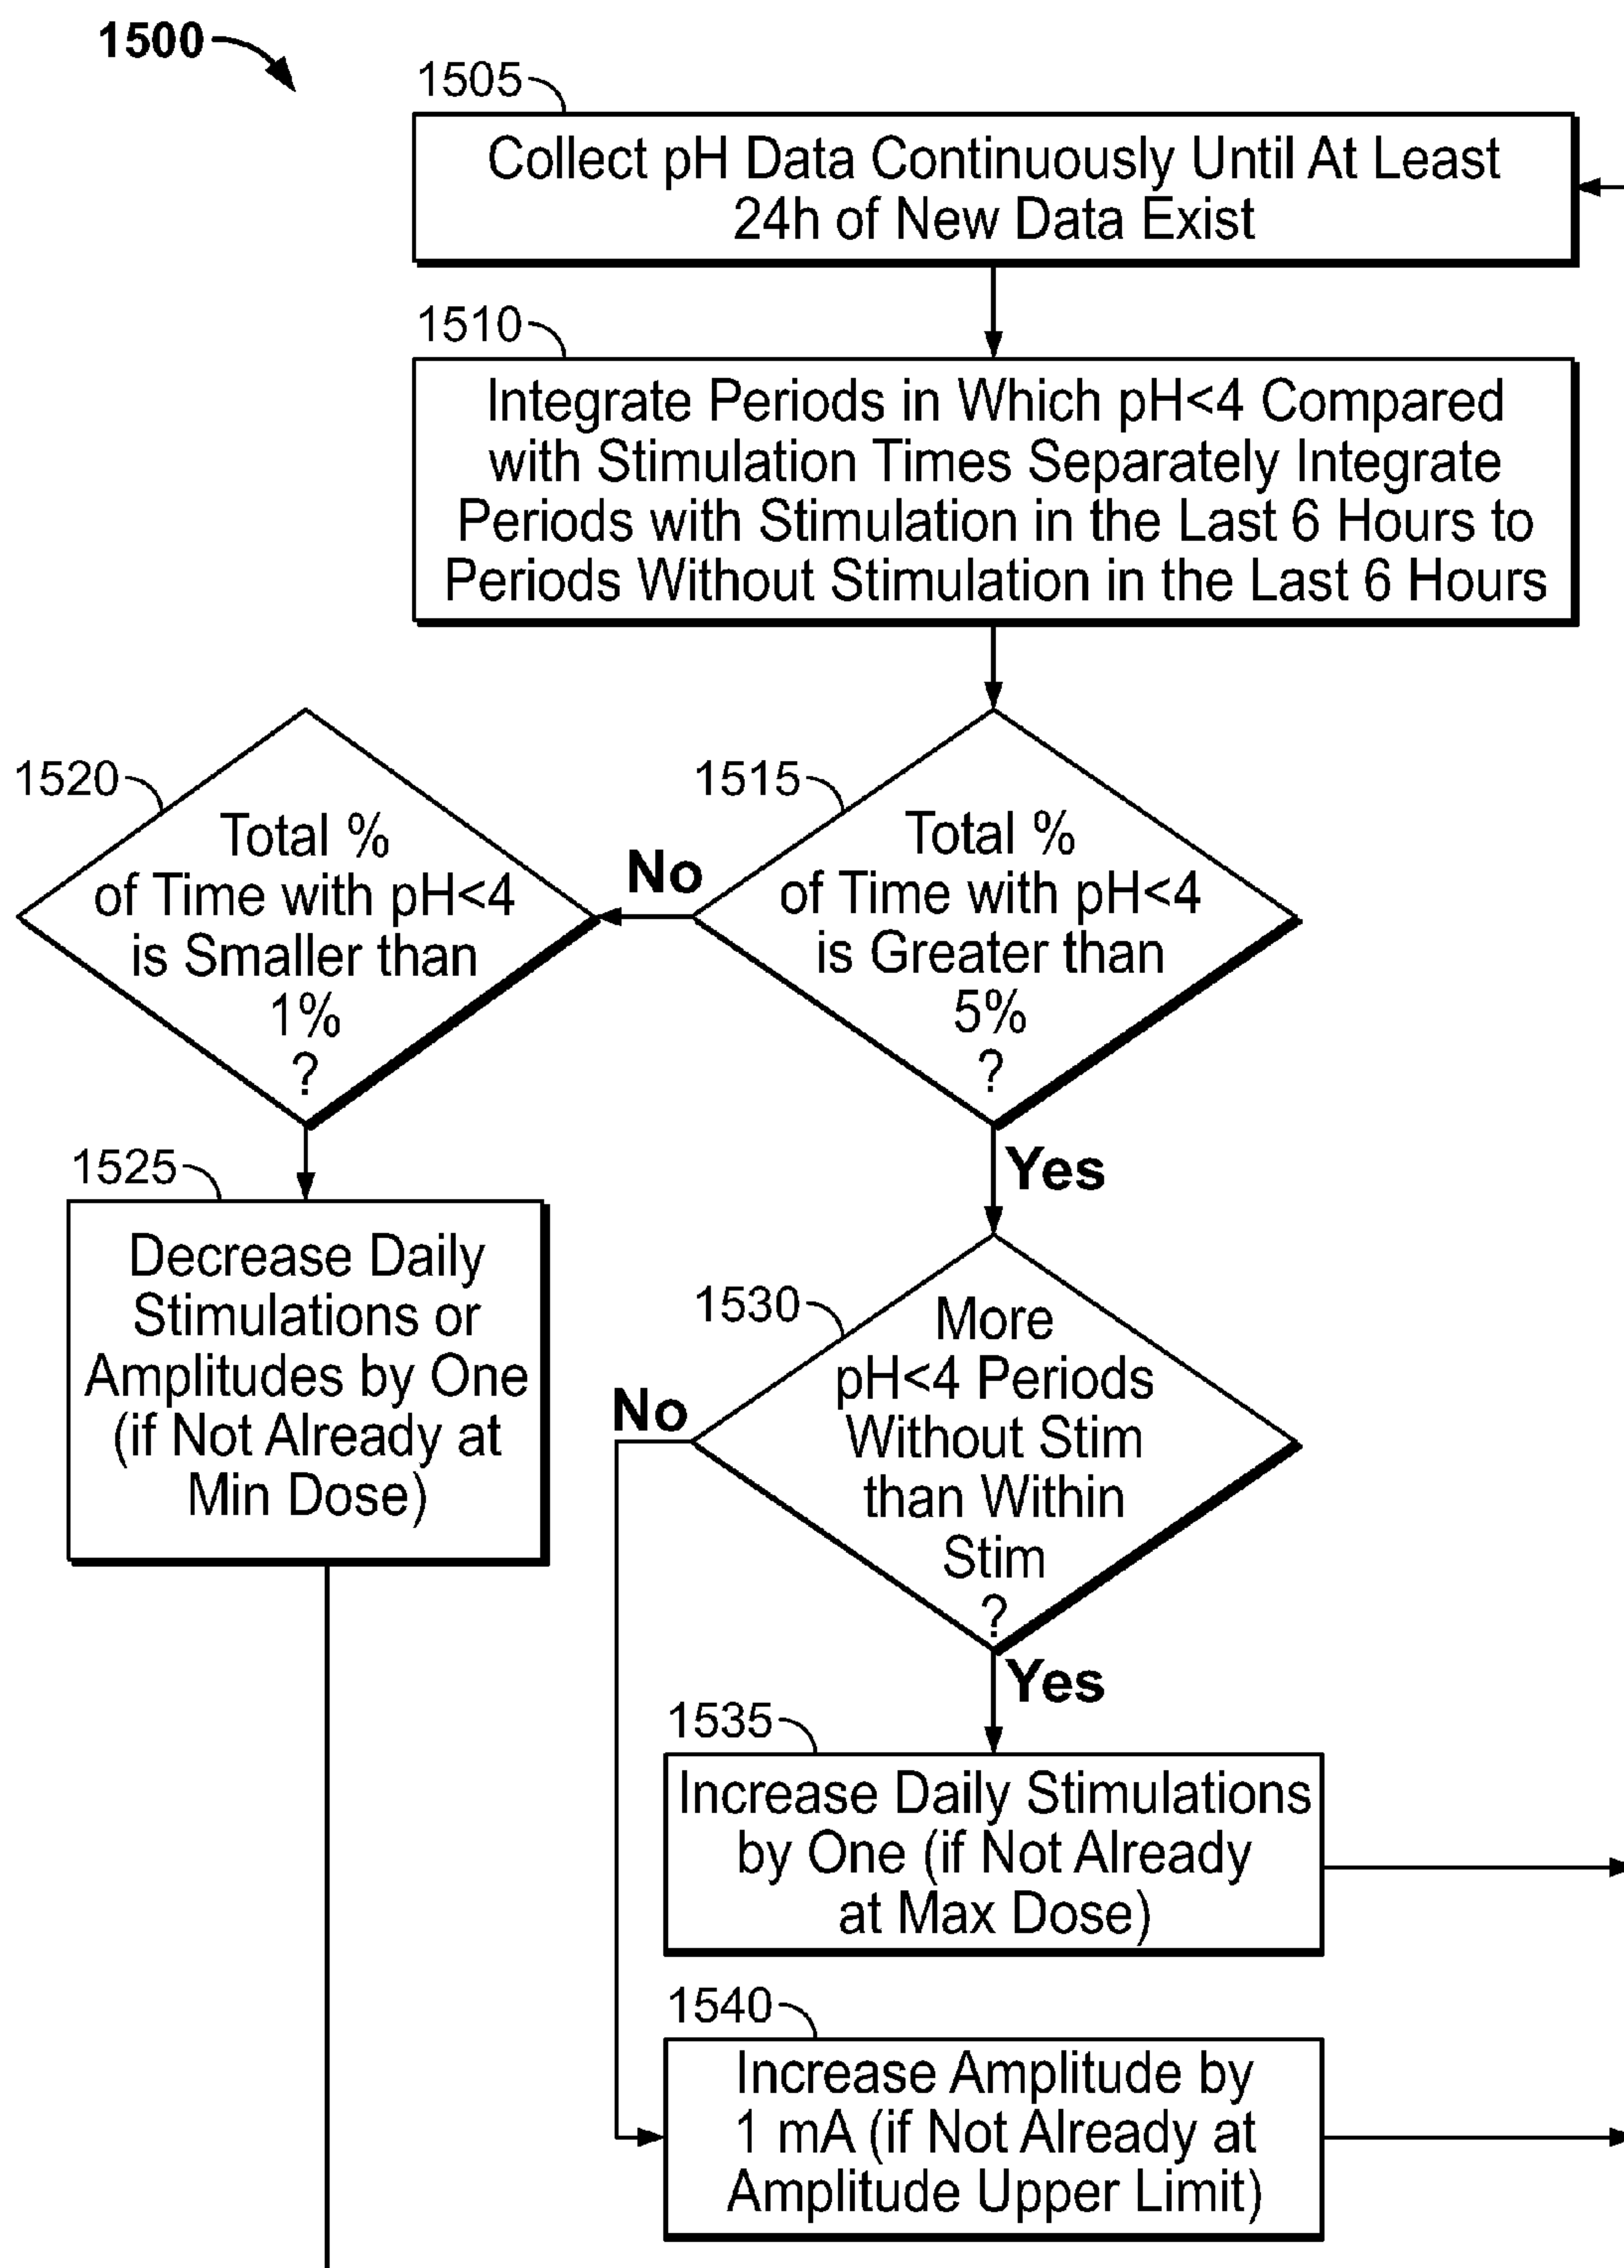 1500
1505
Collect pH Data Continuously Until At Least
24h of New Data Exist
1510
Integrate Periods in Which pH<4 Compared
with Stimulation Times Separately Integrate
Periods with Stimulation in the Last 6 Hours to
Periods Without Stimulation in the Last 6 Hours
1520
Total %
of Time with pH<4
is Smaller than
1%
?
No
1515
Total %
of Time with pH<4
is Greater than
5%
?
Yes
1525
Decrease Daily
Stimulations or
Amplitudes by One
(if Not Already at
Min Dose)
1530
More
pH<4 Periods
Without Stim
than Within
Stim
?
No
Yes
1535
Increase Daily Stimulations
by One (if Not Already
at Max Dose)
1540
Increase Amplitude by
1 mA (if Not Already at
Amplitude Upper Limit)